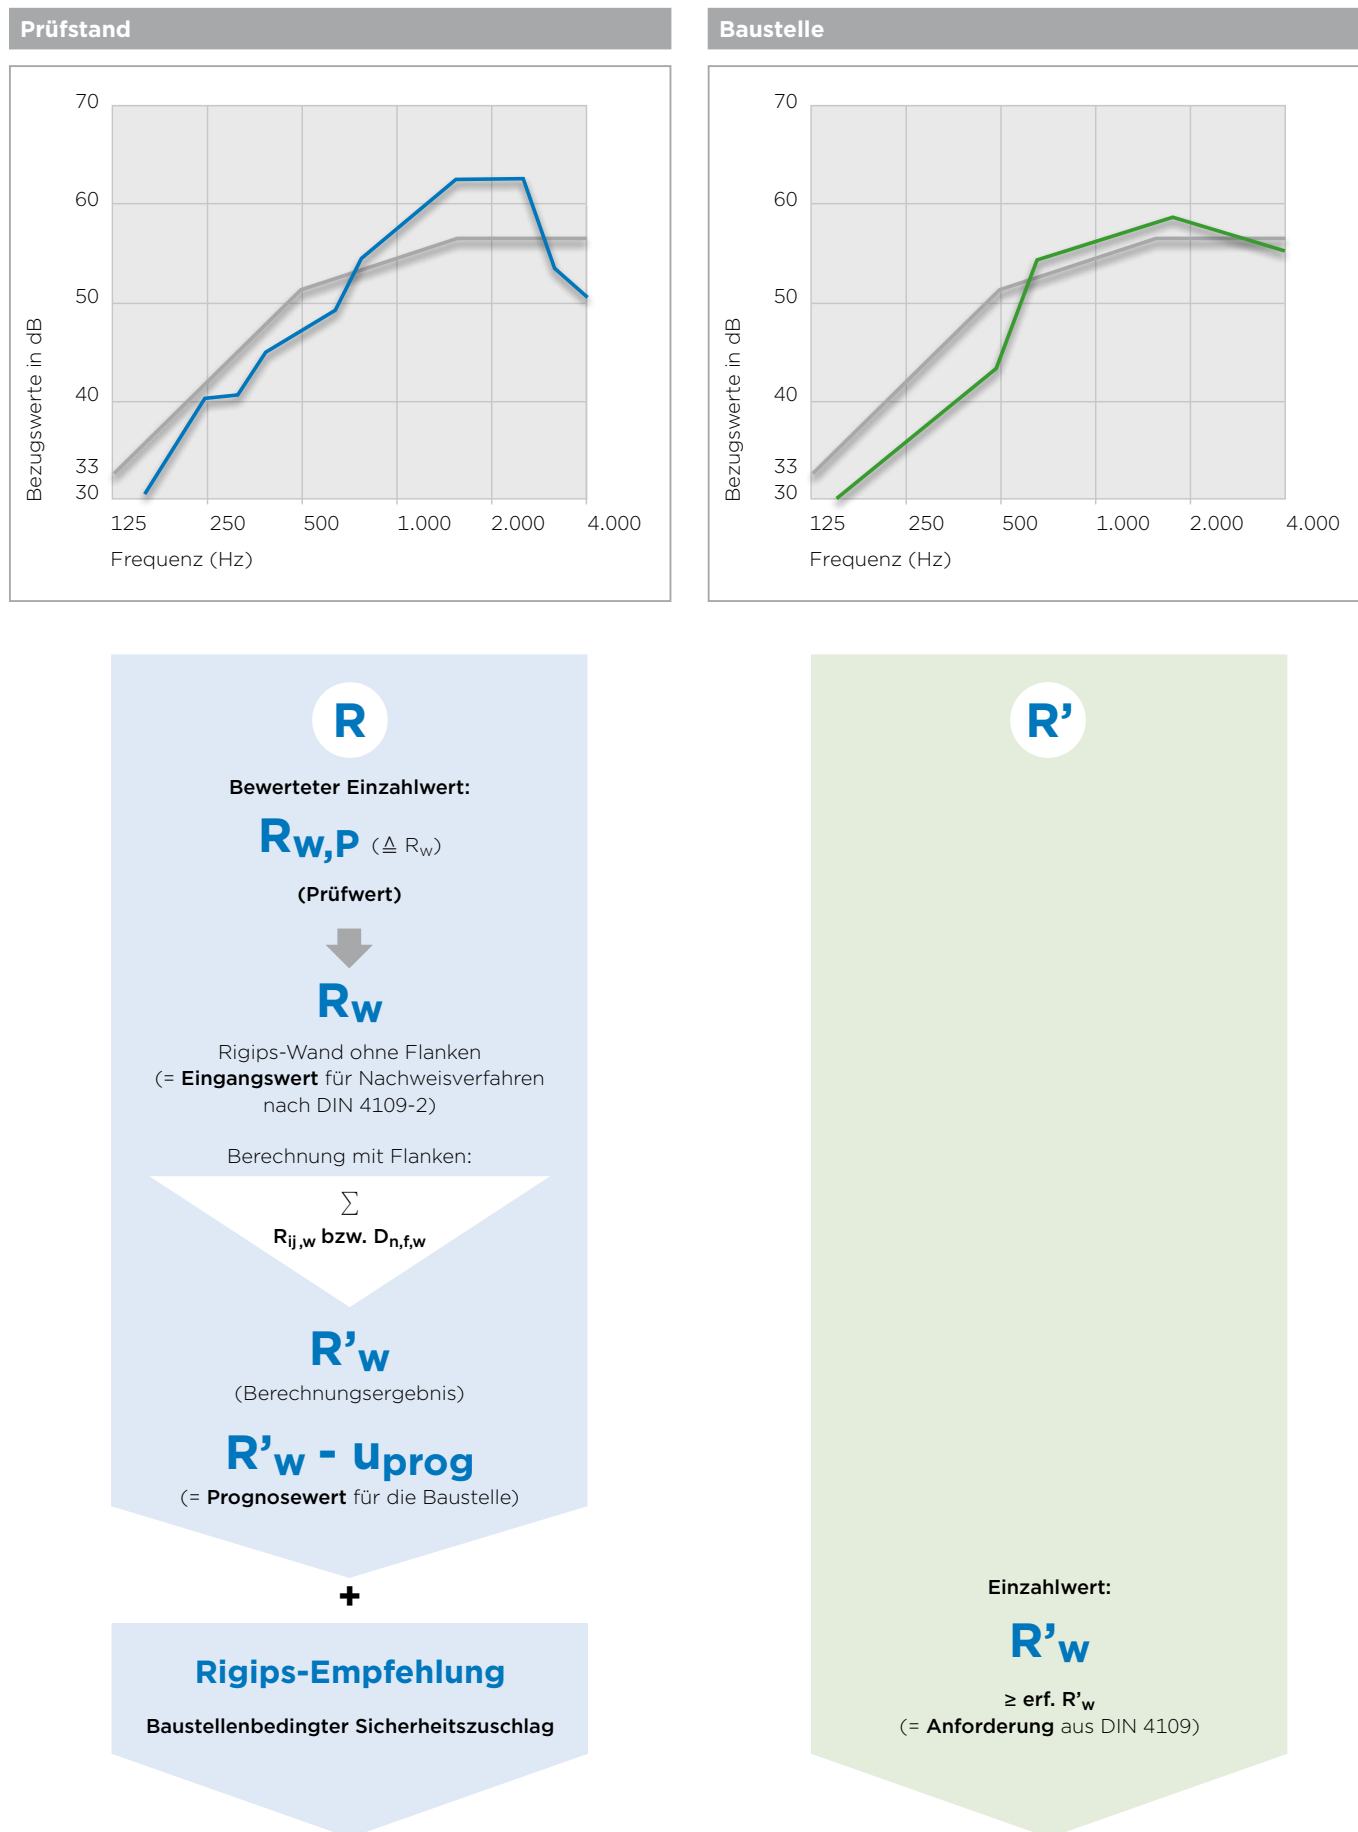 Prüfstand
70
60
50
40
33
30
Bezugswerte in dB
125 250 500 1.000 2.000 4.000
Frequenz (Hz)
Baustelle
70
60
50
40
33
30
Bezugswerte in dB
125 250 500 1.000 2.000 4.000
Frequenz (Hz)
R
Bewerteter Einzahlwert:
Rw,P (≙ Rw)
(Prüfwert)
Rw
Rigips-Wand ohne Flanken
(= Eingangswert für Nachweisverfahren
nach DIN 4109-2)
Berechnung mit Flanken:
∑
Rij,w bzw. Dn,f,w
R’w
(Berechnungsergebnis)
R’w - uprog
(= Prognosewert für die Baustelle)
+
Rigips-Empfehlung
Baustellenbedingter Sicherheitszuschlag
R’
Einzahlwert:
R’w
≥ erf. R’w
(= Anforderung aus DIN 4109)